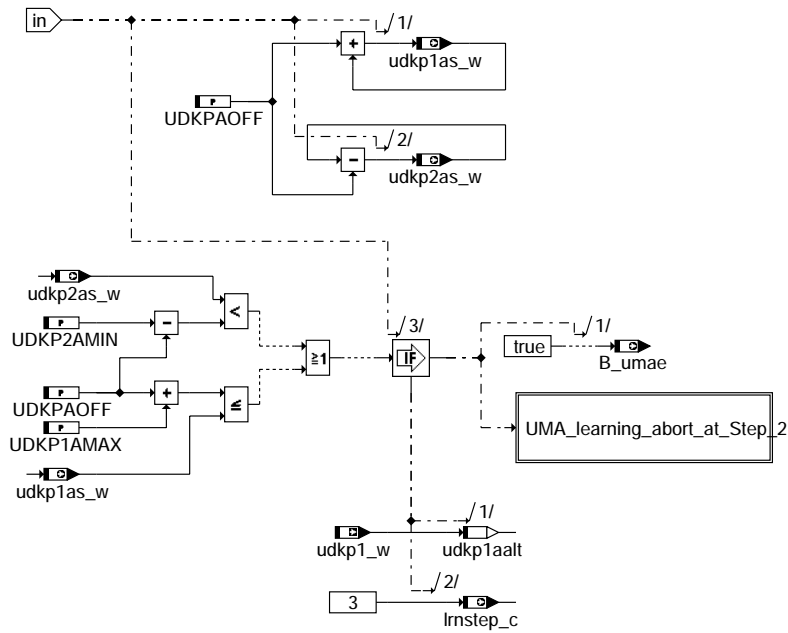 in
/1/
+
udkp1as_w
P
UDKPAOFF
/2/
-
udkp2as_w
udkp2as_w
P
UDKP2AMIN
-
<
/3/
/1/
true
B_umae
≥1
IF
P
UDKPAOFF
+
≤
P
UDKP1AMAX
udkp1as_w
UMA_learning_abort_at_Step_2
/1/
udkp1_w
udkp1aalt
/2/
3
lrnstep_c